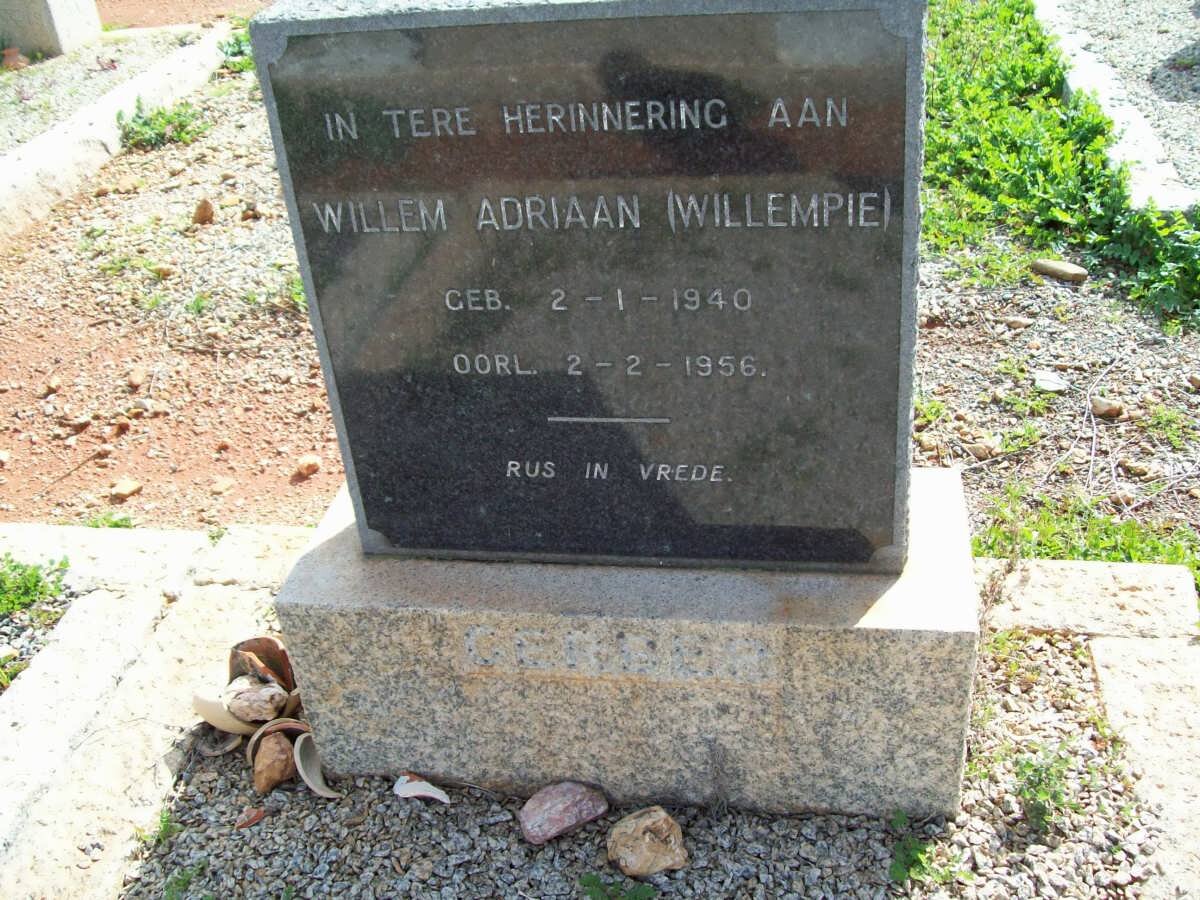 IN TERE HERINNERING AAN
WILLEM ADRIAAN (WILLEMPIE)
GEB. 2-1-1940
OORL. 2-2-1956.
RUS IN VREDE.
GERBER